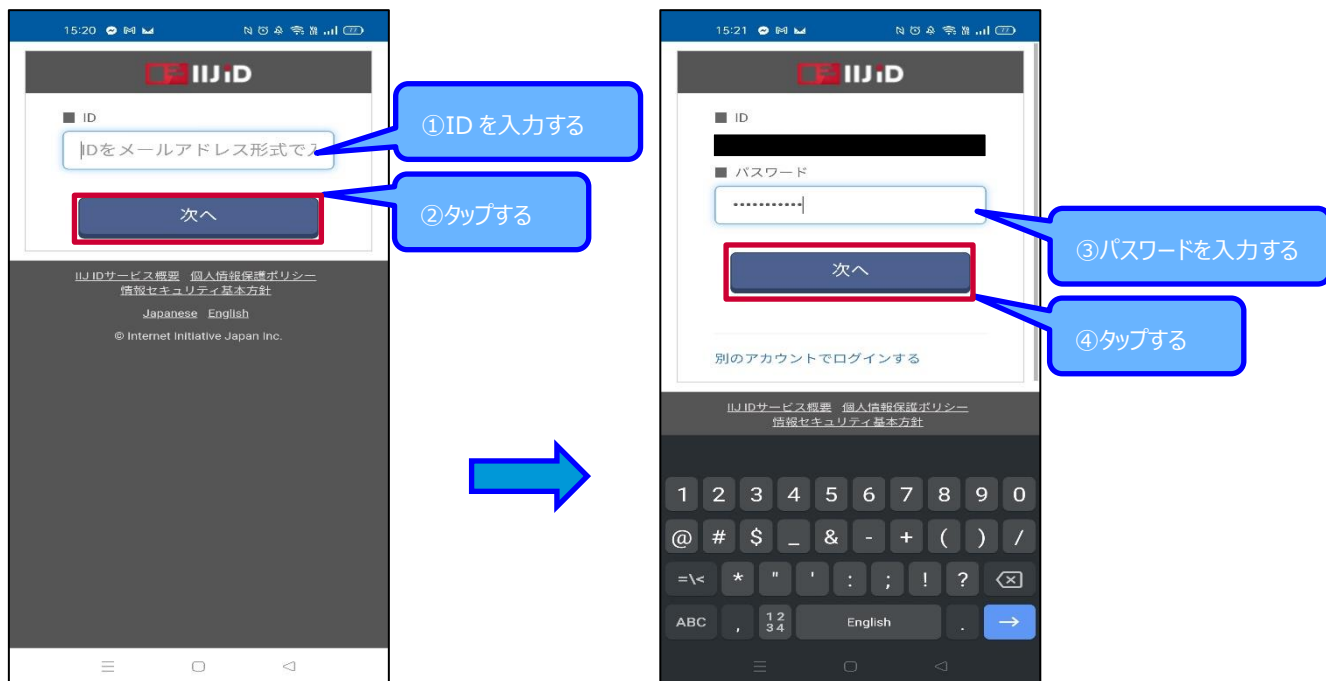 15:20
IIJiD
ID
IDをメールアドレス形式で入
次へ
IIJ IDサービス概要 個人情報保護ポリシー
情報セキュリティ基本方針
Japanese English
© Internet Initiative Japan Inc.
①ID を入力する
②タップする
15:21
IIJiD
ID
パスワード
次へ
別のアカウントでログインする
IIJ IDサービス概要 個人情報保護ポリシー
情報セキュリティ基本方針
1 2 3 4 5 6 7 8 9 0
@ # $ _ & - + ( ) /
=\< * " ' : ; ! ?
ABC , 12 34 English .
③パスワードを入力する
④タップする